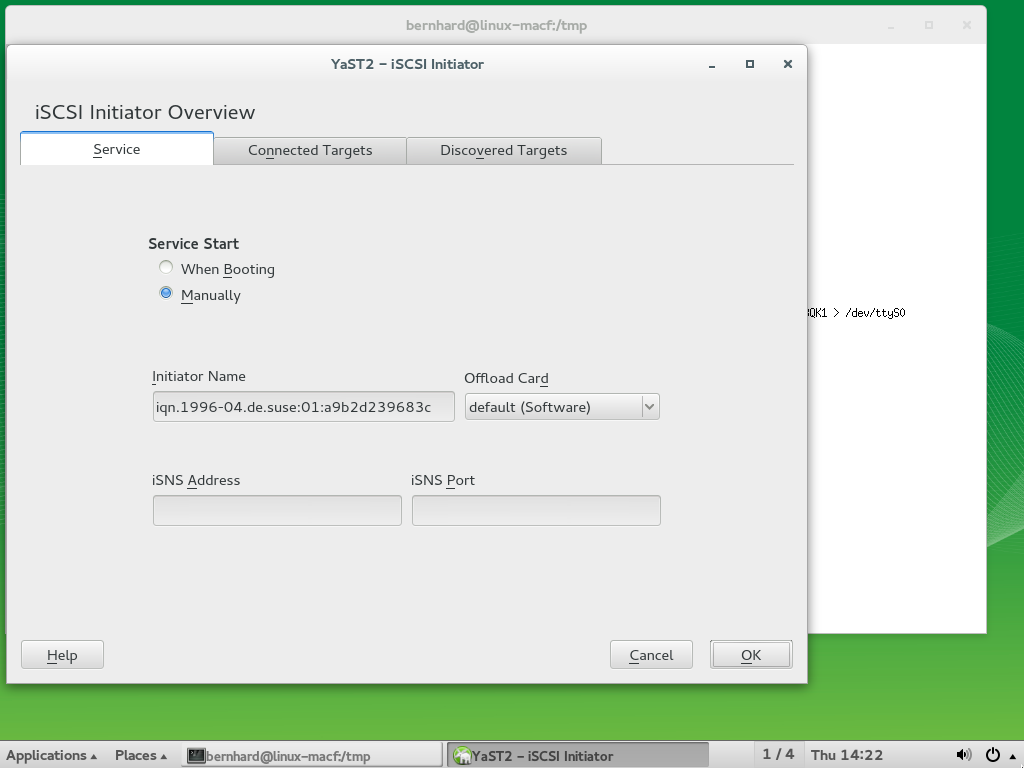 bernhard@linux-macf:/tmp
YaST2 - iSCSI Initiator
iSCSI Initiator Overview
Service
Connected Targets
Discovered Targets
Service Start
When Booting
Manually
> /dev/ttyS0
Initiator Name
Offload Card
iqn.1996-04.de.suse:01:a9b2d239683c
default (Software)
iSNS Address
iSNS Port
Help
Cancel
OK
Applications
Places
bernhard@linux-macf:/tmp
YaST2 - iSCSI Initiator
1 / 4
Thu 14:22